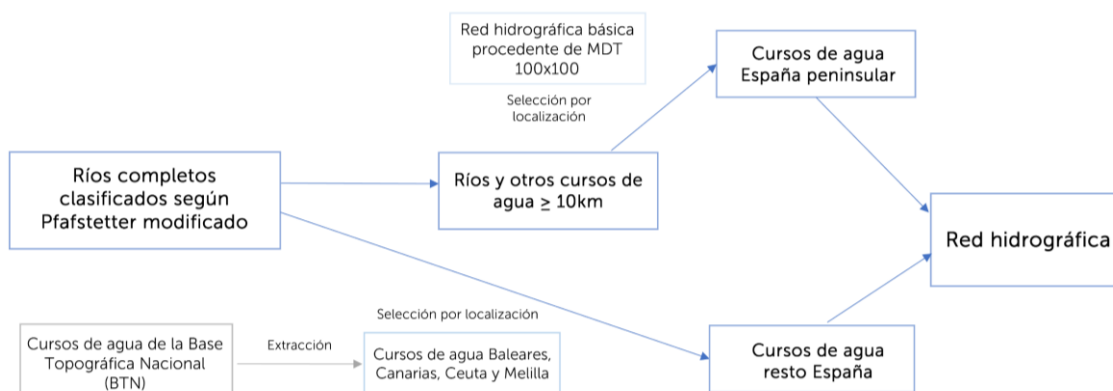 Red hidrográfica básica
procedente de MDT
100x100
Selección por
localización
Cursos de agua
España peninsular
Ríos completos
clasificados según
Pfafstetter modificado
Ríos y otros cursos de
agua ≥ 10km
Red hidrográfica
Selección por localización
Cursos de agua de la Base
Topográfica Nacional
(BTN)
Extracción
Cursos de agua Baleares,
Canarias, Ceuta y Melilla
Cursos de agua
resto España